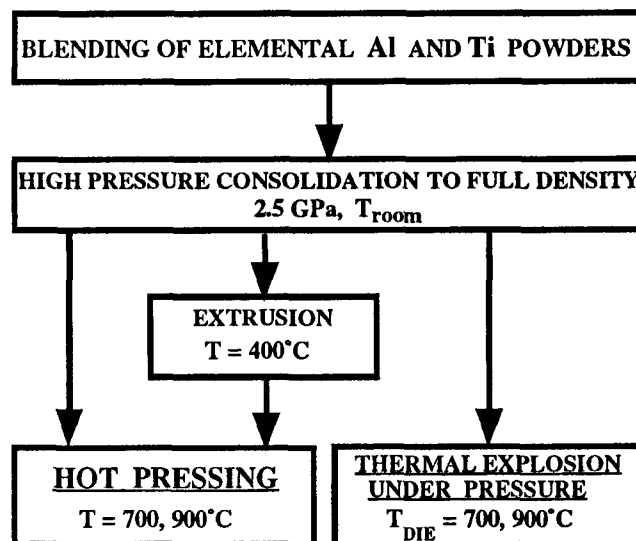 BLENDING OF ELEMENTAL Al AND Ti POWDERS
HIGH PRESSURE CONSOLIDATION TO FULL DENSITY
2.5 GPa, Troom
EXTRUSION
T = 400°C
HOT PRESSING
T = 700, 900°C
THERMAL EXPLOSION
UNDER PRESSURE
TDIE = 700, 900°C